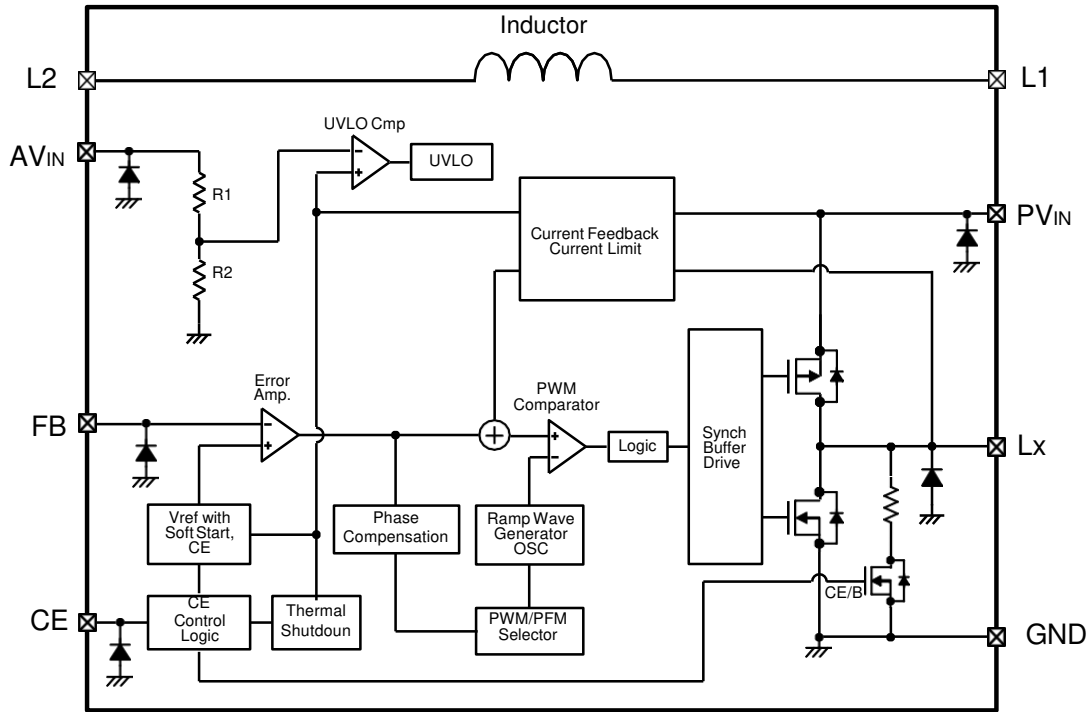 Inductor
L2
L1
UVLO Cmp
AVIN
UVLO
R1
PVIN
Current Feedback
Current Limit
R2
Error
Amp.
PWM
Comparator
FB
Logic
Synch
Buffer
Drive
Lx
Vref with
Soft Start,
CE
Phase
Compensation
Ramp Wave
Generator
OSC
CE/B
CE
CE
Control
Logic
Thermal
Shutdoun
PWM/PFM
Selector
GND